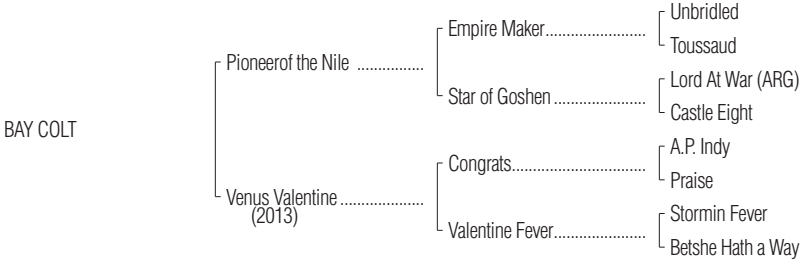 Unbridled
Empire Maker.......................
Toussaud
Pioneerof the Nile ................
Lord At War (ARG)
Star of Goshen .....................
Castle Eight
BAY COLT
A.P. Indy
Congrats...............................
Praise
Venus Valentine ....................
(2013)
Stormin Fever
Valentine Fever.....................
Betshe Hath a Way